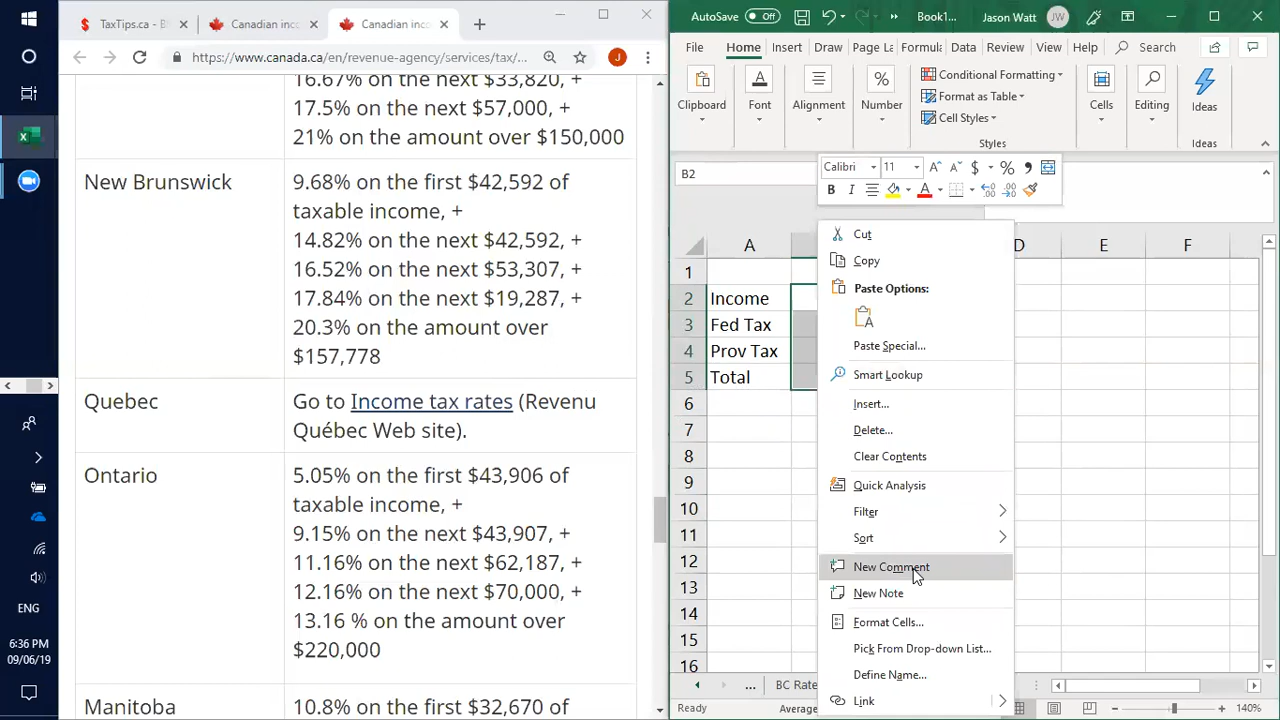 TaxTips.ca - B
Canadian inco
Canadian inco
https://www.canada.ca/en/revenue-agency/services/tax/...
J
16.67% on the next $33,820, +
17.5% on the next $57,000, +
21% on the amount over $150,000
New Brunswick
9.68% on the first $42,592 of
taxable income, +
14.82% on the next $42,592, +
16.52% on the next $53,307, +
17.84% on the next $19,287, +
20.3% on the amount over
$157,778
Quebec
Go to Income tax rates (Revenu
Québec Web site).
Ontario
5.05% on the first $43,906 of
taxable income, +
9.15% on the next $43,907, +
11.16% on the next $62,187, +
12.16% on the next $70,000, +
13.16 % on the amount over
$220,000
Manitoba
10.8% on the first $32,670 of
ENG
6:36 PM
09/06/19
AutoSave Off Book1... Jason Watt JW
File Home Insert Draw Page La Formula Data Review View Help Search
Clipboard
Font
Alignment
Number
Conditional Formatting
Format as Table
Cell Styles
Styles
Cells
Editing
Ideas
Ideas
B2
Calibri 11 A A $ % ,
B I A
A D E F
1
2 Income
3 Fed Tax
4 Prov Tax
5 Total
6
7
8
9
10
11
12
13
14
15
16
Cut
Copy
Paste Options:
Paste Special...
Smart Lookup
Insert...
Delete...
Clear Contents
Quick Analysis
Filter
Sort
New Comment
New Note
Format Cells...
Pick From Drop-down List...
Define Name...
Link
... BC Rate
Ready Average 140%